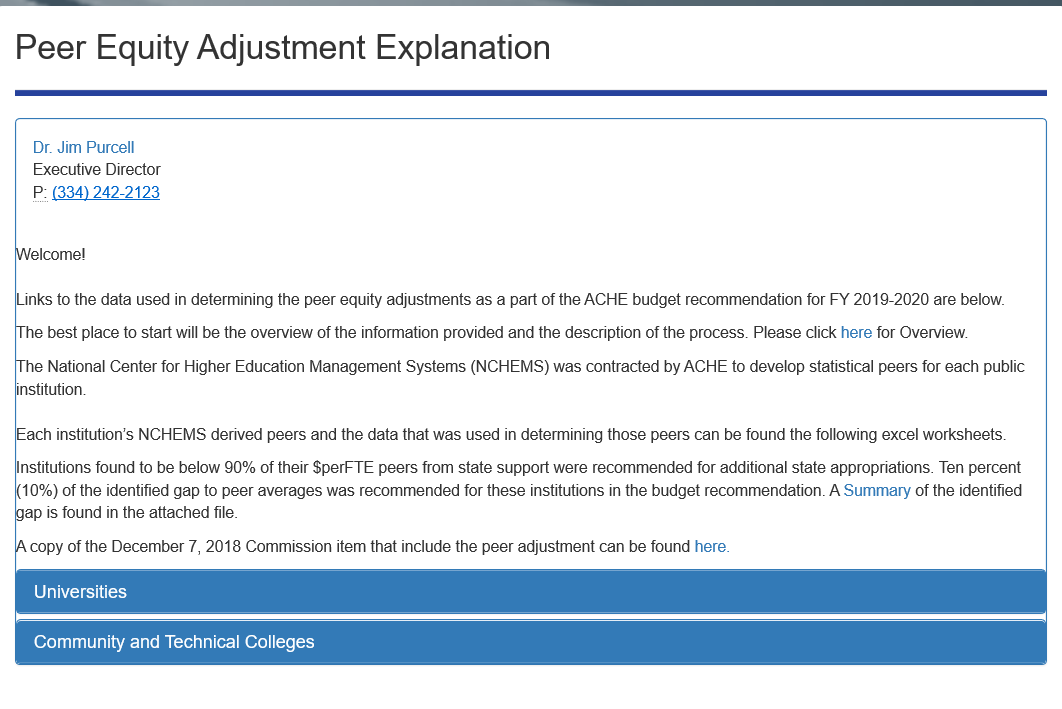 Peer Equity Adjustment Explanation
Dr. Jim Purcell
Executive Director
P: (334) 242-2123
Welcome!
Links to the data used in determining the peer equity adjustments as a part of the ACHE budget recommendation for FY 2019-2020 are below.
The best place to start will be the overview of the information provided and the description of the process. Please click here for Overview.
The National Center for Higher Education Management Systems (NCHEMS) was contracted by ACHE to develop statistical peers for each public
institution.
Each institution’s NCHEMS derived peers and the data that was used in determining those peers can be found the following excel worksheets.
Institutions found to be below 90% of their $perFTE peers from state support were recommended for additional state appropriations. Ten percent
(10%) of the identified gap to peer averages was recommended for these institutions in the budget recommendation. A Summary of the identified
gap is found in the attached file.
A copy of the December 7, 2018 Commission item that include the peer adjustment can be found here.
Universities
Community and Technical Colleges